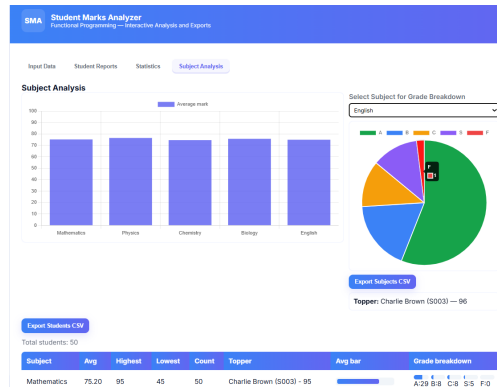 SMA
Student Marks Analyzer
Functional Programming — Interactive Analysis and Exports
Input Data Student Reports Statistics Subject Analysis
Subject Analysis
Average mark
100
90
80
70
60
50
40
30
20
10
0
Mathematics Physics Chemistry Biology English
Select Subject for Grade Breakdown
English
A B C S F
F
1
Export Subjects CSV
Topper: Charlie Brown (S003) — 96
Export Students CSV
Total students: 50
Subject Avg Highest Lowest Count Topper Avg bar Grade breakdown
Mathematics 75.20 95 45 50 Charlie Brown (S003) - 95 A:29 B:8 C:8 S:5 F:0